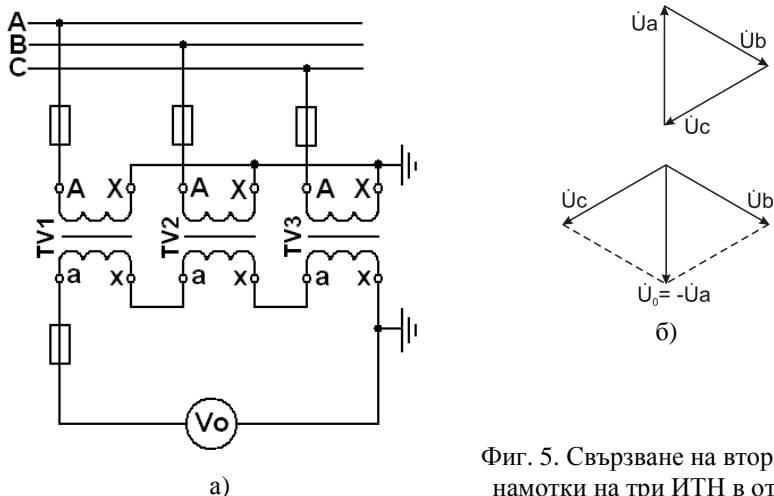 A
B
C
A X A X A X
TV1 TV2 TV3
a x a x a x
Vo
а)
U̇a
U̇b
U̇c
U̇c
U̇b
U̇₀= -U̇a
б)
Фиг. 5. Свързване на втор
намотки на три ИТН в от